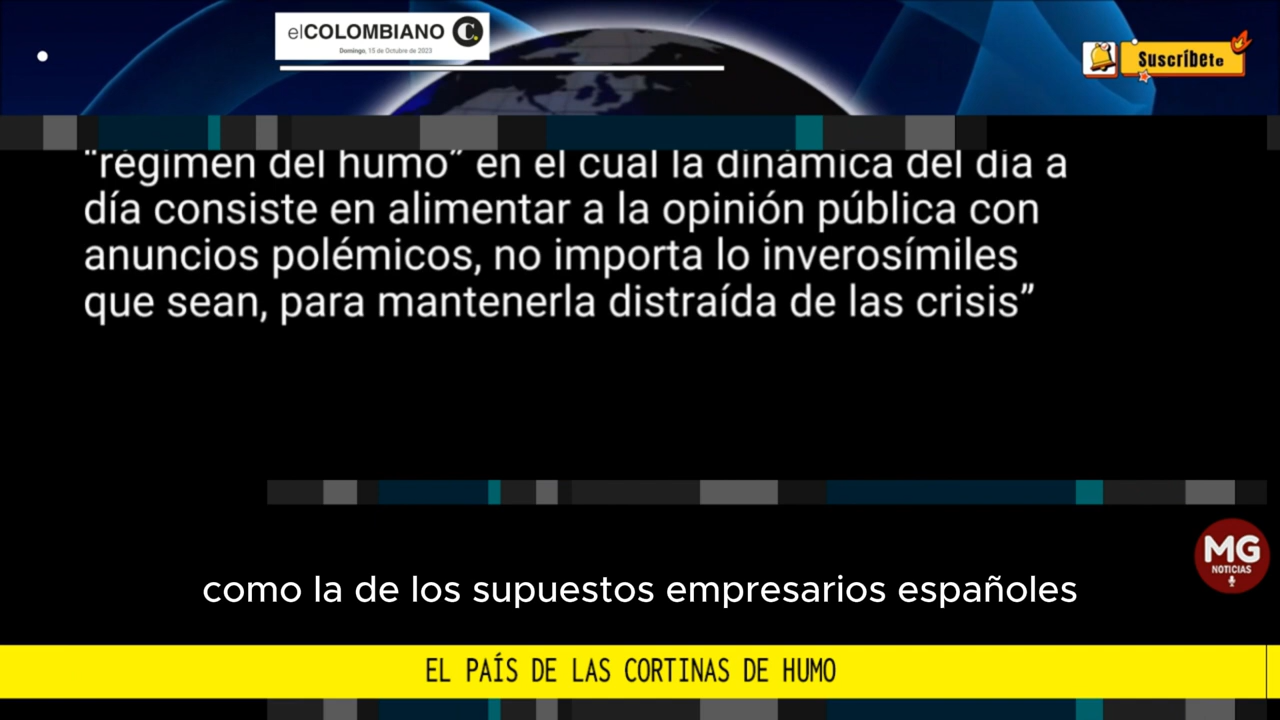 elCOLOMBIANO
Domingo, 15 de Octubre de 2023
Suscríbete
“régimen del humo” en el cual la dinámica del día a
día consiste en alimentar a la opinión pública con
anuncios polémicos, no importa lo inverosímiles
que sean, para mantenerla distraída de las crisis”
MG
NOTICIAS
como la de los supuestos empresarios españoles
EL PAÍS DE LAS CORTINAS DE HUMO